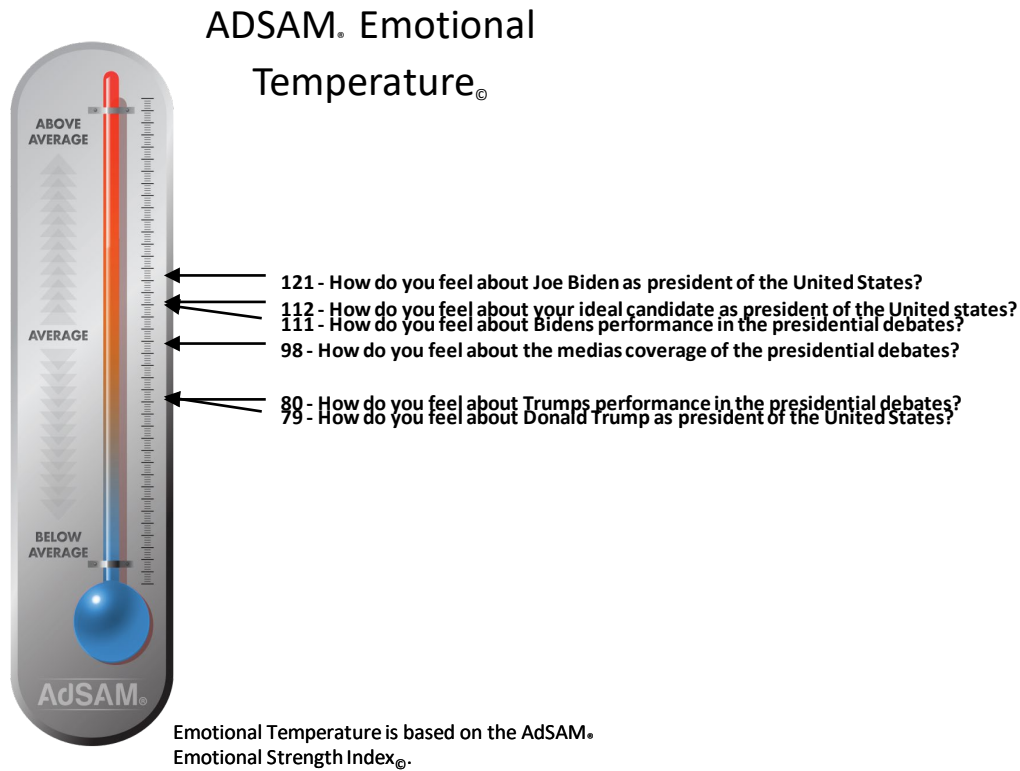 ADSAM® Emotional
Temperature©
ABOVE
AVERAGE
121 - How do you feel about Joe Biden as president of the United States?
112 - How do you feel about your ideal candidate as president of the United states?
111 - How do you feel about Bidens performance in the presidential debates?
AVERAGE
98 - How do you feel about the medias coverage of the presidential debates?
80 - How do you feel about Trumps performance in the presidential debates?
79 - How do you feel about Donald Trump as president of the United States?
BELOW
AVERAGE
AdSAM®
Emotional Temperature is based on the AdSAM®
Emotional Strength Index©.